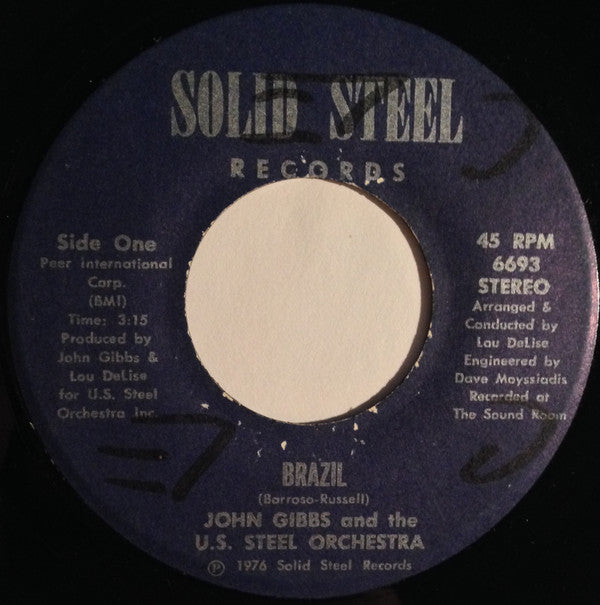 SOLID STEEL
RECORDS
Side One
Peer International
Corp.
(BMI)
Time: 3:15
Produced by
John Gibbs &
Lou DeLise
for U.S. Steel
Orchestra Inc.
45 RPM
6693
STEREO
Arranged &
Conducted by
Lou DeLise
Engineered by
Dave Moyssiadis
Recorded at
The Sound Room
BRAZIL
(Barroso-Russell)
JOHN GIBBS and the
U.S. STEEL ORCHESTRA
Ⓟ 1976 Solid Steel Records